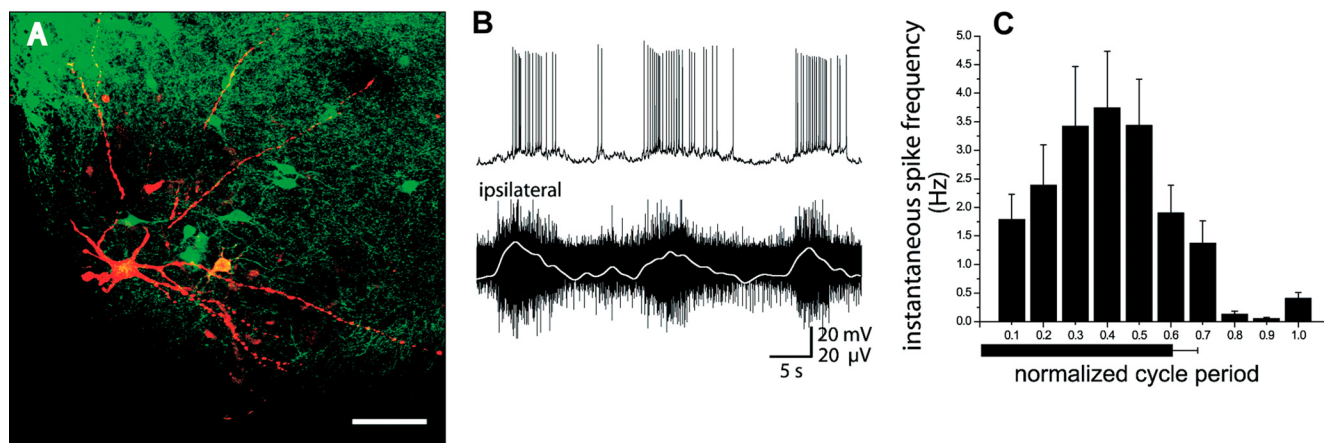 A
B
ipsilateral
20 mV
20 µV
5 s
C
instantaneous spike frequency
(Hz)
5.0
4.5
4.0
3.5
3.0
2.5
2.0
1.5
1.0
0.5
0.0
0.1 0.2 0.3 0.4 0.5 0.6 0.7 0.8 0.9 1.0
normalized cycle period